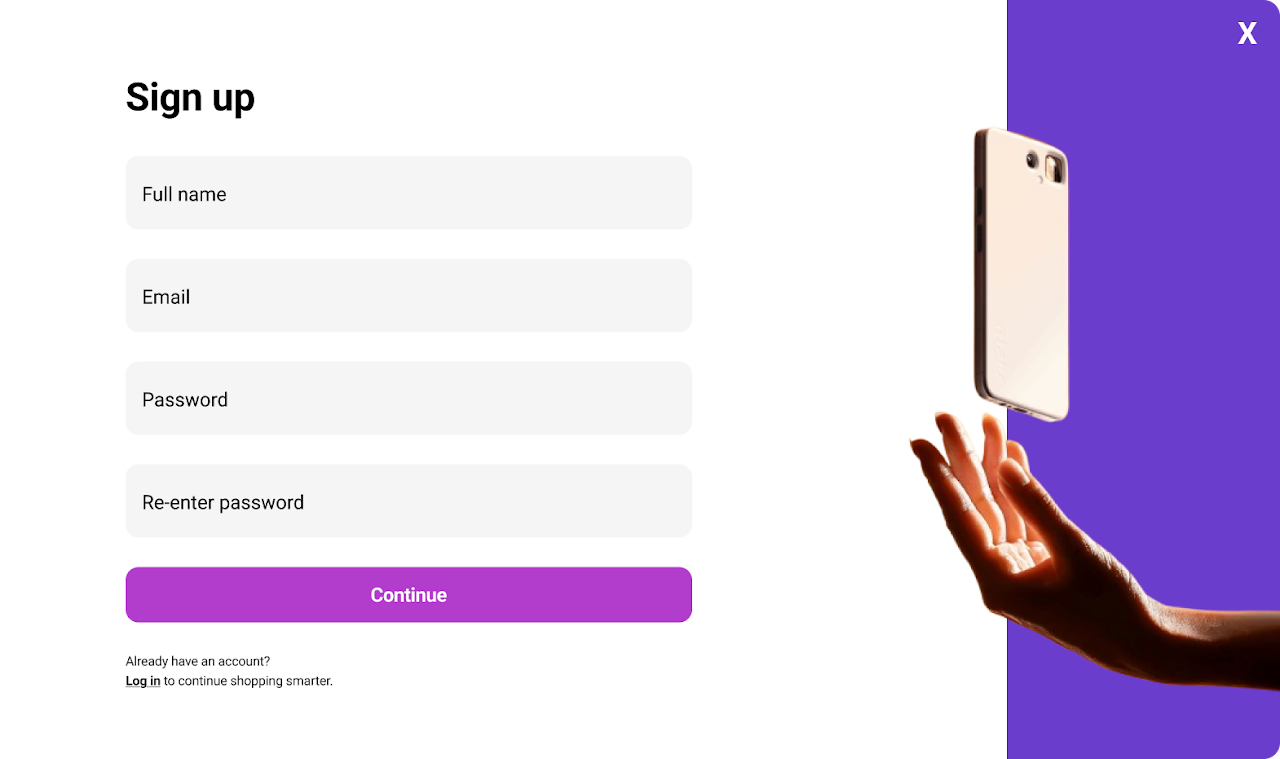 X
Sign up
Full name
Email
Password
Re-enter password
Continue
Already have an account?
Log in to continue shopping smarter.